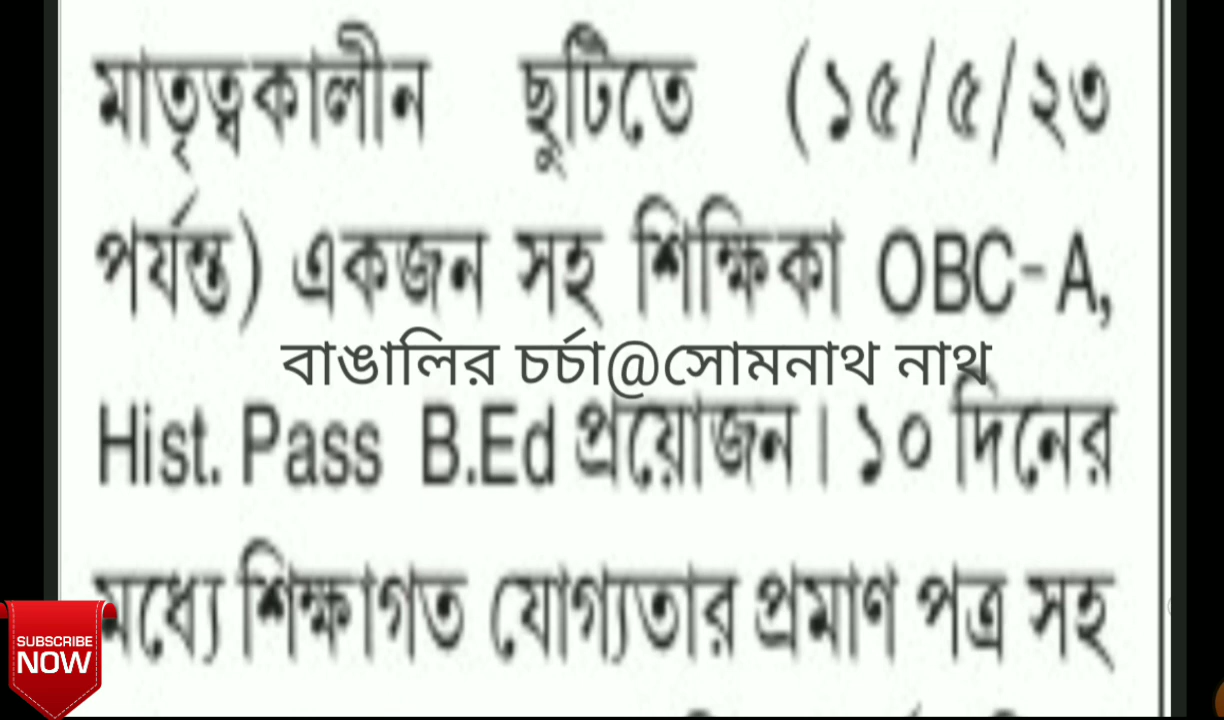 মাতৃত্বকালীন ছুটিতে (১৫/৫/২৩
পর্যন্ত) একজন সহ শিক্ষিকা OBC-A,
বাঙালির চর্চা@সোমনাথ নাথ
Hist. Pass B.Ed প্রয়োজন। ১০ দিনের
মধ্যে শিক্ষাগত যোগ্যতার প্রমাণ পত্র সহ
SUBSCRIBE
NOW